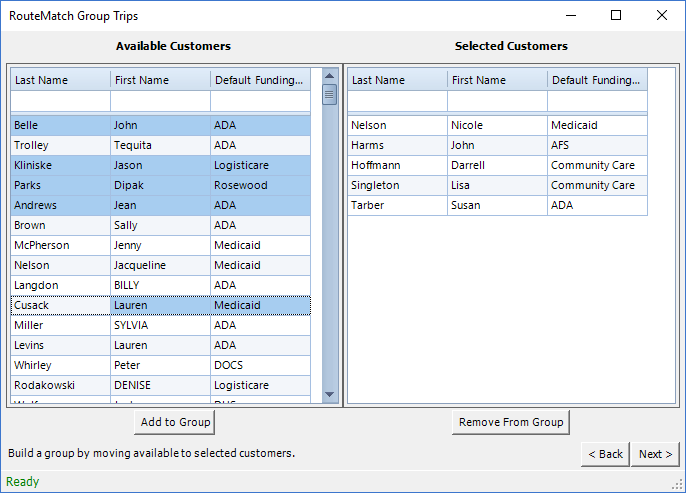 RouteMatch Group Trips
Available Customers
Last Name First Name Default Funding...
Belle John ADA
Trolley Tequita ADA
Kliniske Jason Logisticare
Parks Dipak Rosewood
Andrews Jean ADA
Brown Sally ADA
McPherson Jenny Medicaid
Nelson Jacqueline Medicaid
Langdon BILLY ADA
Cusack Lauren Medicaid
Miller SYLVIA ADA
Levins Lauren ADA
Whirley Peter DOCS
Rodakowski DENISE Logisticare
Add to Group
Selected Customers
Last Name First Name Default Funding...
Nelson Nicole Medicaid
Harms John AFS
Hoffmann Darrell Community Care
Singleton Lisa Community Care
Tarber Susan ADA
Remove From Group
Build a group by moving available to selected customers.
< Back Next >
Ready